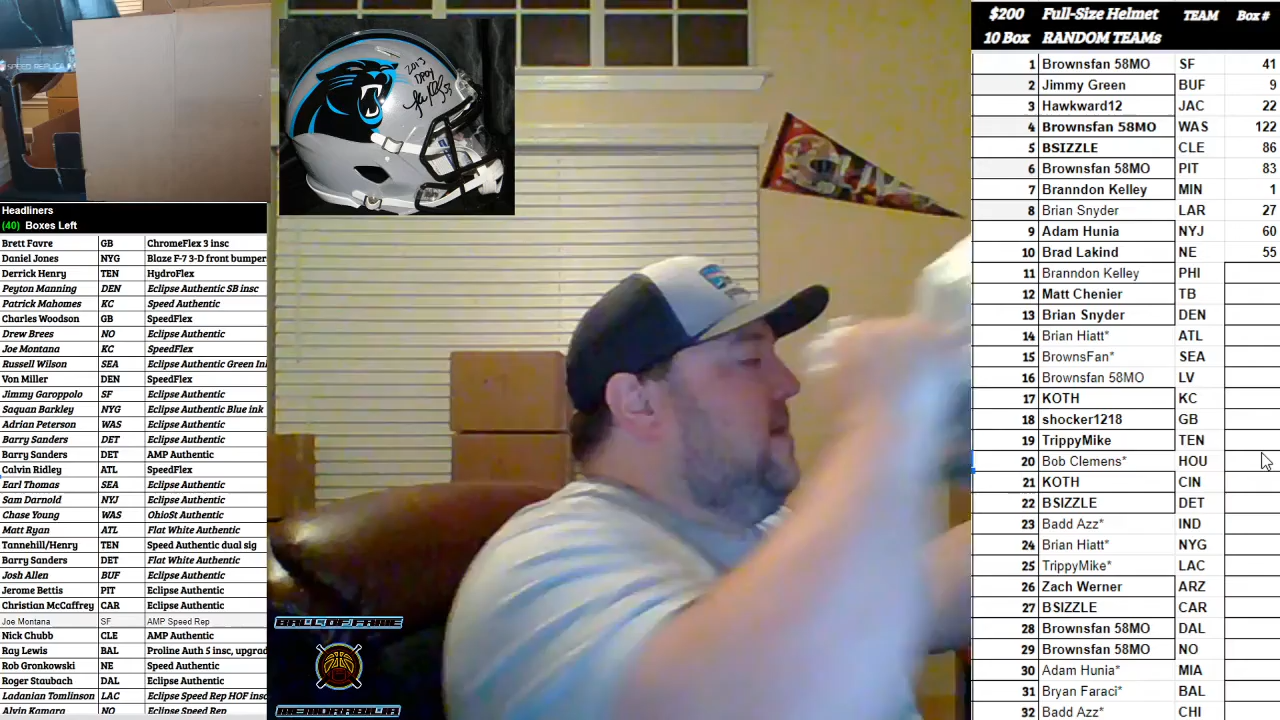 SPEED REPLICA
Headliners
(40) Boxes Left
Brett Favre GB ChromeFlex 3 insc
Daniel Jones NYG Blaze F-7 3-D front bumper
Derrick Henry TEN HydroFlex
Peyton Manning DEN Eclipse Authentic SB insc
Patrick Mahomes KC Speed Authentic
Charles Woodson GB SpeedFlex
Drew Brees NO Eclipse Authentic
Joe Montana KC SpeedFlex
Russell Wilson SEA Eclipse Authentic Green In
Von Miller DEN SpeedFlex
Jimmy Garoppolo SF Eclipse Authentic
Saquan Barkley NYG Eclipse Authentic Blue ink
Adrian Peterson WAS Eclipse Authentic
Barry Sanders DET Eclipse Authentic
Barry Sanders DET AMP Authentic
Calvin Ridley ATL SpeedFlex
Earl Thomas SEA Eclipse Authentic
Sam Darnold NYJ Eclipse Authentic
Chase Young WAS OhioSt Authentic
Matt Ryan ATL Flat White Authentic
Tannehill/Henry TEN Speed Authentic dual sig
Barry Sanders DET Flat White Authentic
Josh Allen BUF Eclipse Authentic
Jerome Bettis PIT Eclipse Authentic
Christian McCaffrey CAR Eclipse Authentic
Joe Montana SF AMP Speed Rep
Nick Chubb CLE AMP Authentic
Ray Lewis BAL Proline Auth 5 insc, upgrad
Rob Gronkowski NE Speed Authentic
Roger Staubach DAL Eclipse Authentic
Ladanian Tomlinson LAC Eclipse Speed Rep HOF insc
Alvin Kamara NO Eclipse Speed Rep
2013
DPOY
BALL OF FAME
MEMORABILIA
$200 Full-Size Helmet TEAM Box #
10 Box RANDOM TEAMs
1 Brownsfan 58MO SF 41
2 Jimmy Green BUF 9
3 Hawkward12 JAC 22
4 Brownsfan 58MO WAS 122
5 BSIZZLE CLE 86
6 Brownsfan 58MO PIT 83
7 Branndon Kelley MIN 1
8 Brian Snyder LAR 27
9 Adam Hunia NYJ 60
10 Brad Lakind NE 55
11 Branndon Kelley PHI
12 Matt Chenier TB
13 Brian Snyder DEN
14 Brian Hiatt* ATL
15 BrownsFan* SEA
16 Brownsfan 58MO LV
17 KOTH KC
18 shocker1218 GB
19 TrippyMike TEN
20 Bob Clemens* HOU
21 KOTH CIN
22 BSIZZLE DET
23 Badd Azz* IND
24 Brian Hiatt* NYG
25 TrippyMike* LAC
26 Zach Werner ARZ
27 BSIZZLE CAR
28 Brownsfan 58MO DAL
29 Brownsfan 58MO NO
30 Adam Hunia* MIA
31 Bryan Faraci* BAL
32 Badd Azz* CHI